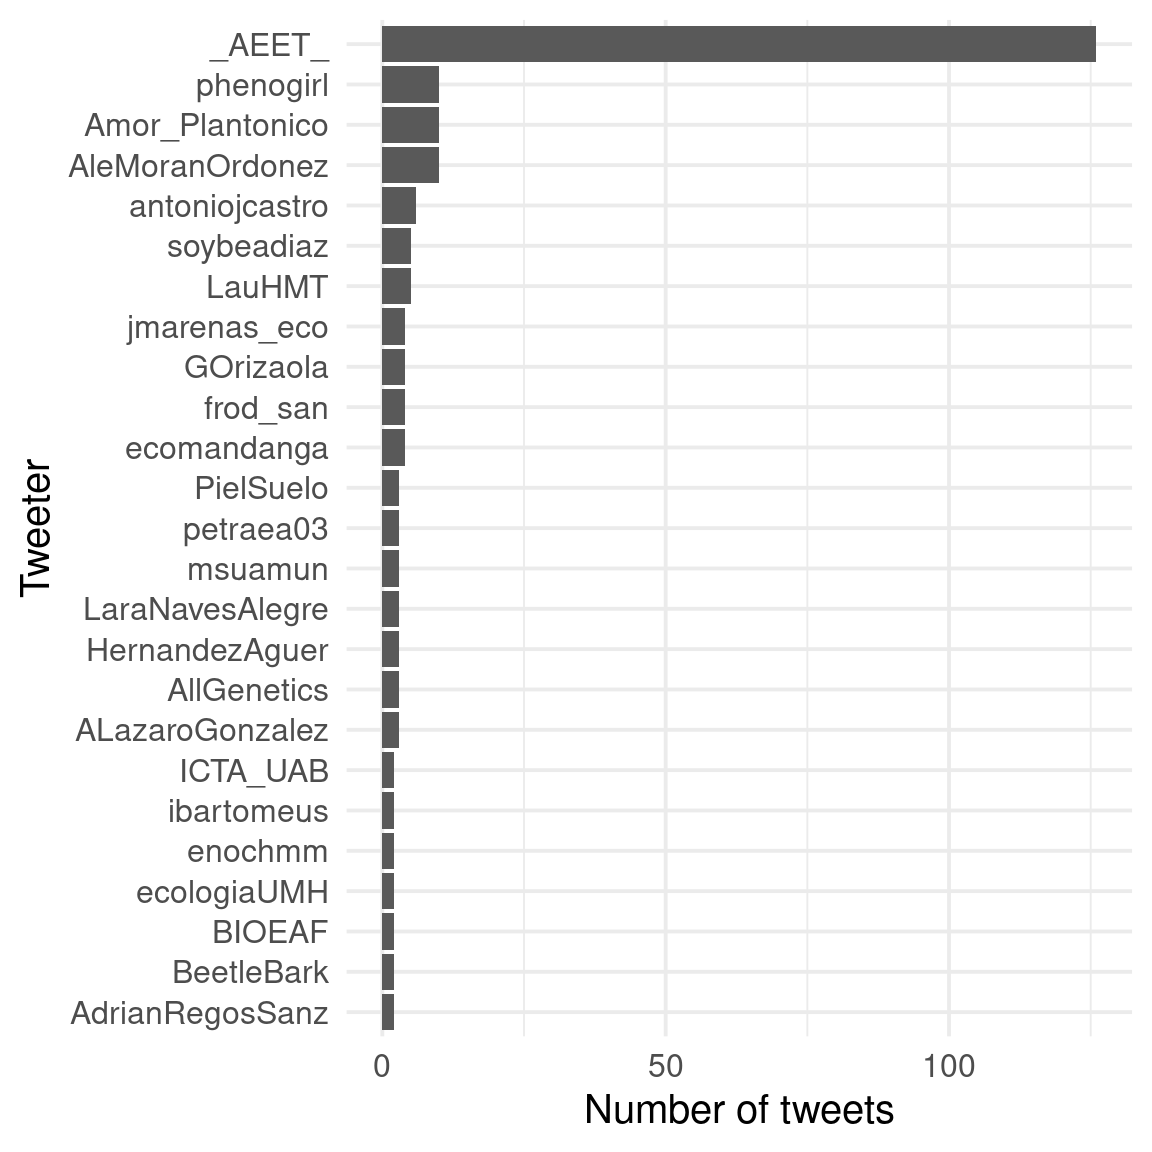 _AEET_
phenogirl
Amor_Plantonico
AleMoranOrdonez
antoniojcastro
soybeadiaz
LauHMT
jmarenas_eco
GOrizaola
frod_san
ecomandanga
PielSuelo
petraea03
msuamun
LaraNavesAlegre
HernandezAguer
AllGenetics
ALazaroGonzalez
ICTA_UAB
ibartomeus
enochmm
ecologiaUMH
BIOEAF
BeetleBark
AdrianRegosSanz
Tweeter
0 50 100
Number of tweets